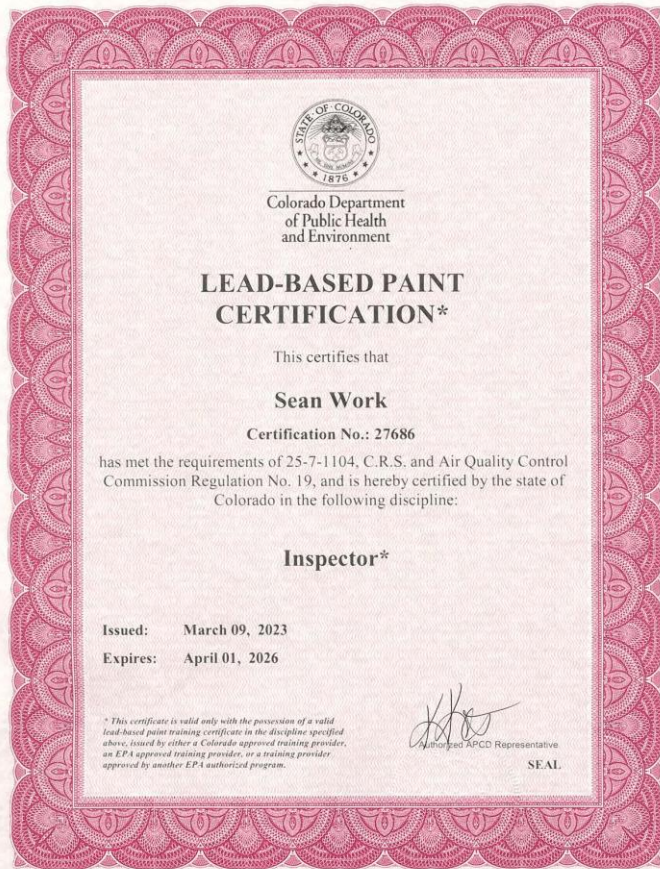 STATE OF COLORADO
1876
Colorado Department
of Public Health
and Environment
LEAD-BASED PAINT
CERTIFICATION*
This certifies that
Sean Work
Certification No.: 27686
has met the requirements of 25-7-1104, C.R.S. and Air Quality Control
Commission Regulation No. 19, and is hereby certified by the state of
Colorado in the following discipline:
Inspector*
Issued: March 09, 2023
Expires: April 01, 2026
* This certificate is valid only with the possession of a valid
lead-based paint training certificate in the discipline specified
above, issued by either a Colorado approved training provider,
an EPA approved training provider, or a training provider
approved by another EPA authorized program.
Authorized APCD Representative
SEAL